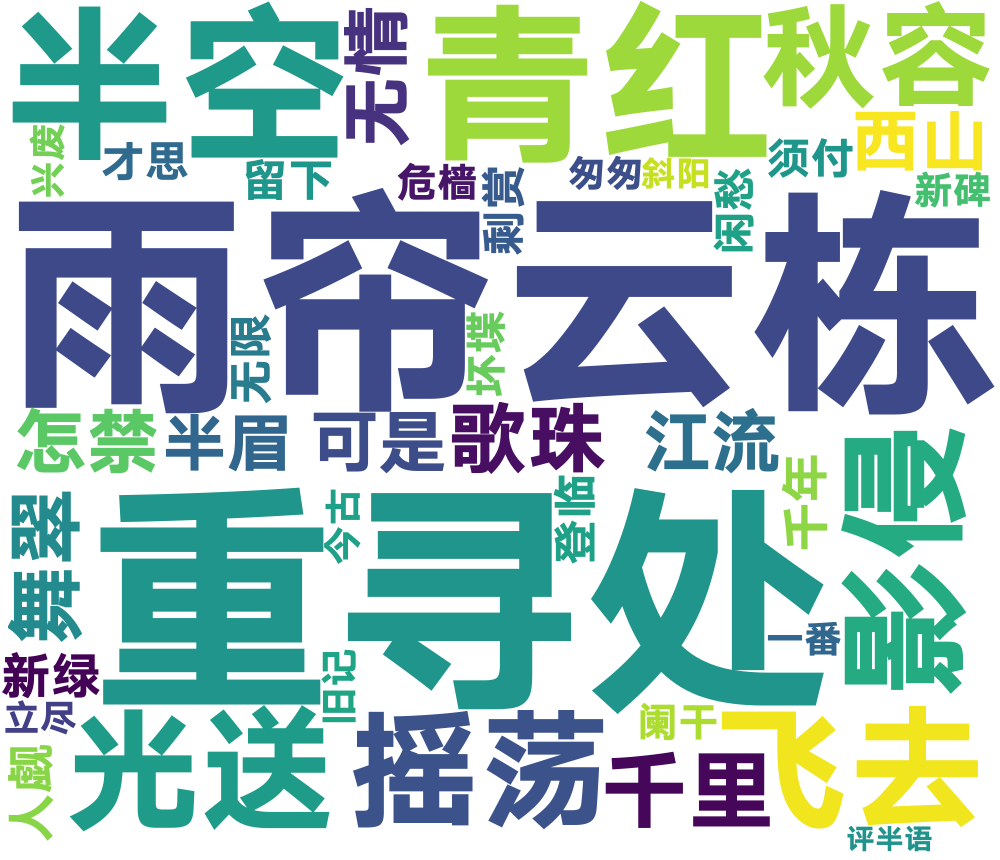 半空
无情
青红
秋容
兴废
才思
留下
危樯
剩赏
匆匆
斜阳
须付
西山
闲愁
新碑
雨帘云栋
无限
坏堞
怎禁
半眉
可是
歌珠
江流
千年
影侵
舞翠
今古
登临
重寻处
一番
新绿
旧记
立尽
光送
摇荡
阑干
千里
飞去
人觑
评半语